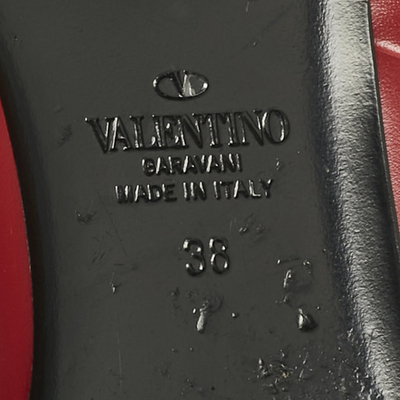 V
VALENTINO
GARAVANI
MADE IN ITALY
38